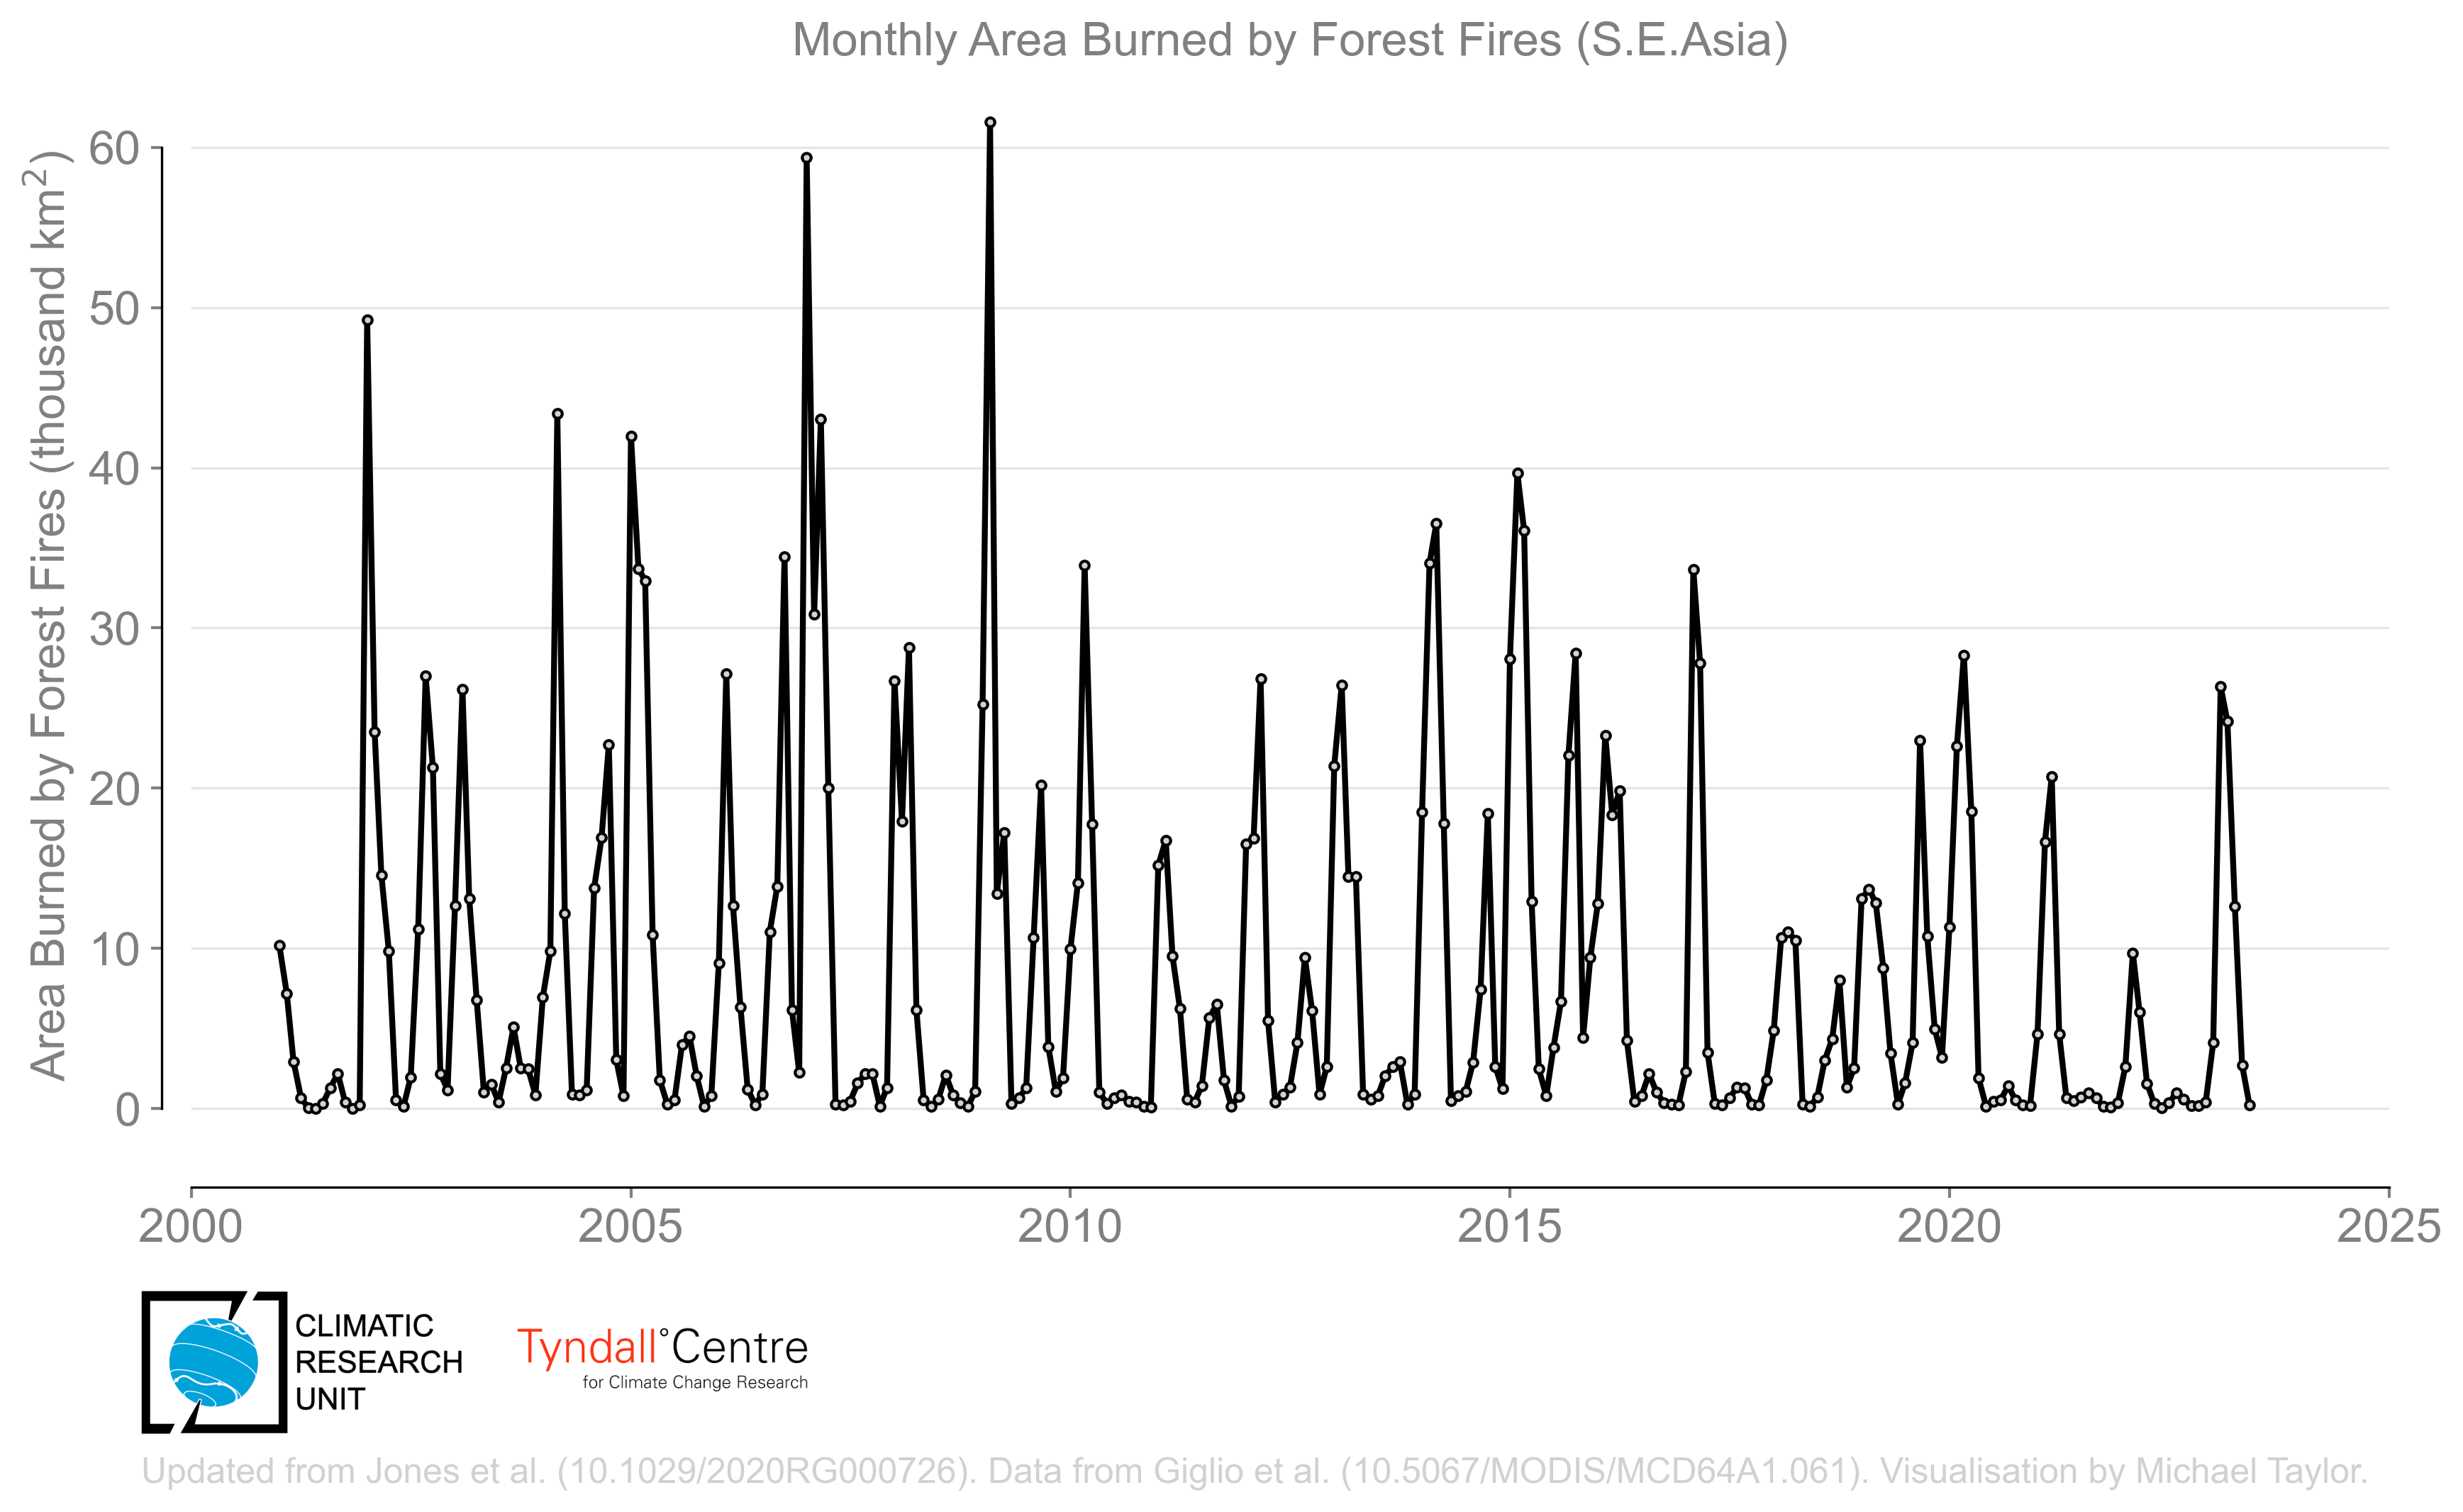 Monthly Area Burned by Forest Fires (S.E.Asia)
Area Burned by Forest Fires (thousand km²)
60
50
40
30
20
10
0
2000 2005 2010 2015 2020 2025
CLIMATIC
RESEARCH
UNIT
Tyndall°Centre
for Climate Change Research
Updated from Jones et al. (10.1029/2020RG000726). Data from Giglio et al. (10.5067/MODIS/MCD64A1.061). Visualisation by Michael Taylor.